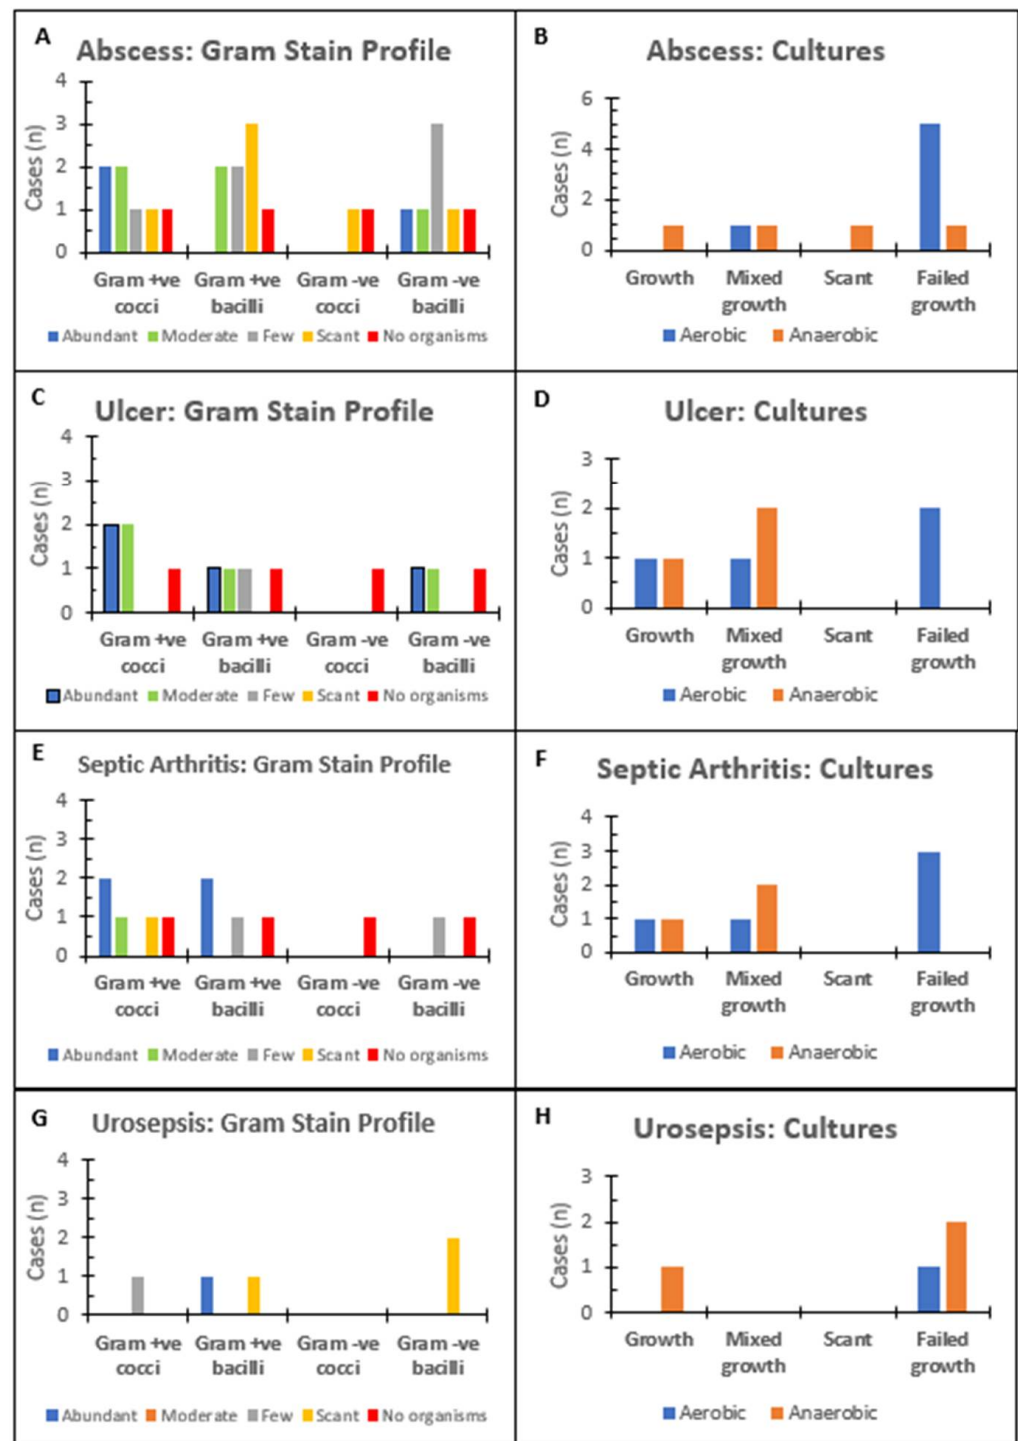 A
Abscess: Gram Stain Profile
Cases (n)
4
3
2
1
0
Gram +ve cocci
Gram +ve bacilli
Gram -ve cocci
Gram -ve bacilli
Abundant Moderate Few Scant No organisms
B
Abscess: Cultures
Cases (n)
6
4
2
0
Growth
Mixed growth
Scant
Failed growth
Aerobic Anaerobic
C
Ulcer: Gram Stain Profile
Cases (n)
4
3
2
1
0
Gram +ve cocci
Gram +ve bacilli
Gram -ve cocci
Gram -ve bacilli
Abundant Moderate Few Scant No organisms
D
Ulcer: Cultures
Cases (n)
3
2
1
0
Growth
Mixed growth
Scant
Failed growth
Aerobic Anaerobic
E
Septic Arthritis: Gram Stain Profile
Cases (n)
4
3
2
1
0
Gram +ve cocci
Gram +ve bacilli
Gram -ve cocci
Gram -ve bacilli
Abundant Moderate Few Scant No organisms
F
Septic Arthritis: Cultures
Cases (n)
4
3
2
1
0
Growth
Mixed growth
Scant
Failed growth
Aerobic Anaerobic
G
Urosepsis: Gram Stain Profile
Cases (n)
4
3
2
1
0
Gram +ve cocci
Gram +ve bacilli
Gram -ve cocci
Gram -ve bacilli
Abundant Moderate Few Scant No organisms
H
Urosepsis: Cultures
Cases (n)
3
2
1
0
Growth
Mixed growth
Scant
Failed growth
Aerobic Anaerobic